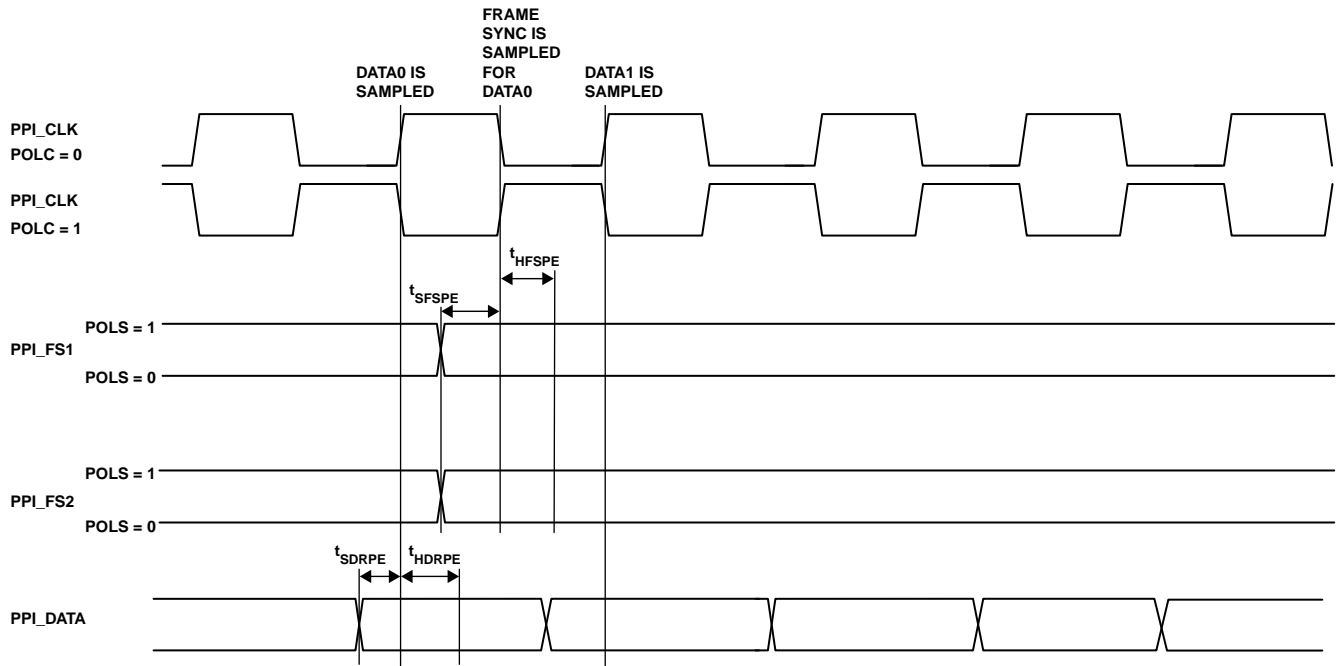 FRAME
SYNC IS
SAMPLED
FOR
DATA0
DATA0 IS
SAMPLED
DATA1 IS
SAMPLED
PPI_CLK
POLC = 0
PPI_CLK
POLC = 1
tHFSPE
tSFSPE
POLS = 1
PPI_FS1
POLS = 0
POLS = 1
PPI_FS2
POLS = 0
tSDRPE
tHDRPE
PPI_DATA